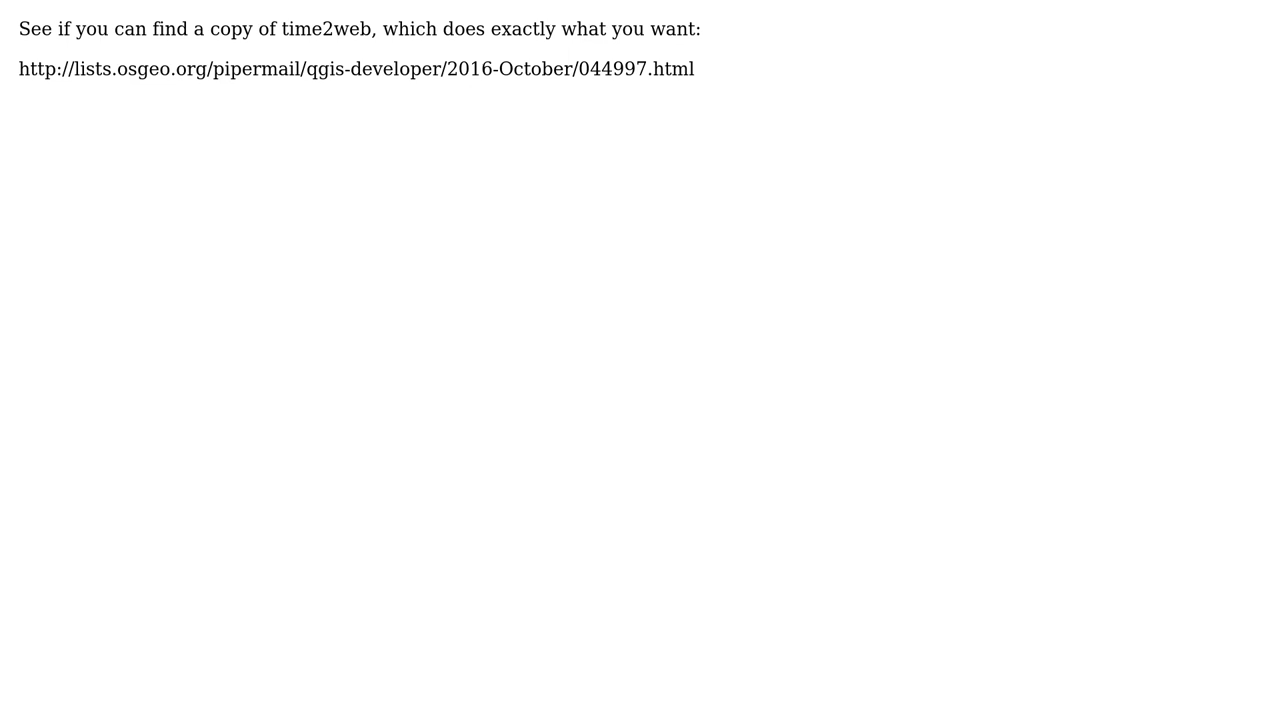 See if you can find a copy of time2web, which does exactly what you want:
http://lists.osgeo.org/pipermail/qgis-developer/2016-October/044997.html